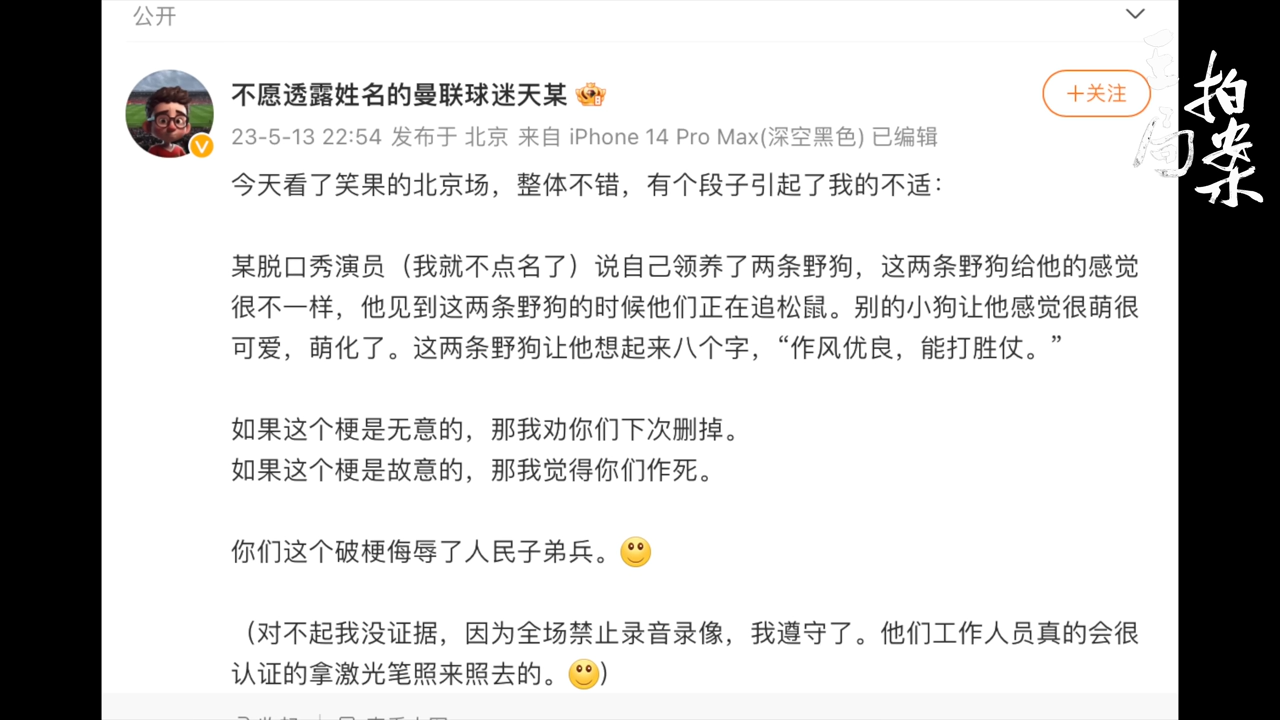 公开
不愿透露姓名的曼联球迷天某
+关注
23-5-13 22:54 发布于 北京 来自 iPhone 14 Pro Max(深空黑色) 已编辑
今天看了笑果的北京场，整体不错，有个段子引起了我的不适：
某脱口秀演员（我就不点名了）说自己领养了两条野狗，这两条野狗给他的感觉
很不一样，他见到这两条野狗的时候他们正在追松鼠。别的小狗让他感觉很萌很
可爱，萌化了。这两条野狗让他想起来八个字，“作风优良，能打胜仗。”
如果这个梗是无意的，那我劝你们下次删掉。
如果这个梗是故意的，那我觉得你们作死。
你们这个破梗侮辱了人民子弟兵。
（对不起我没证据，因为全场禁止录音录像，我遵守了。他们工作人员真的会很
认证的拿激光笔照来照去的。）
拍案